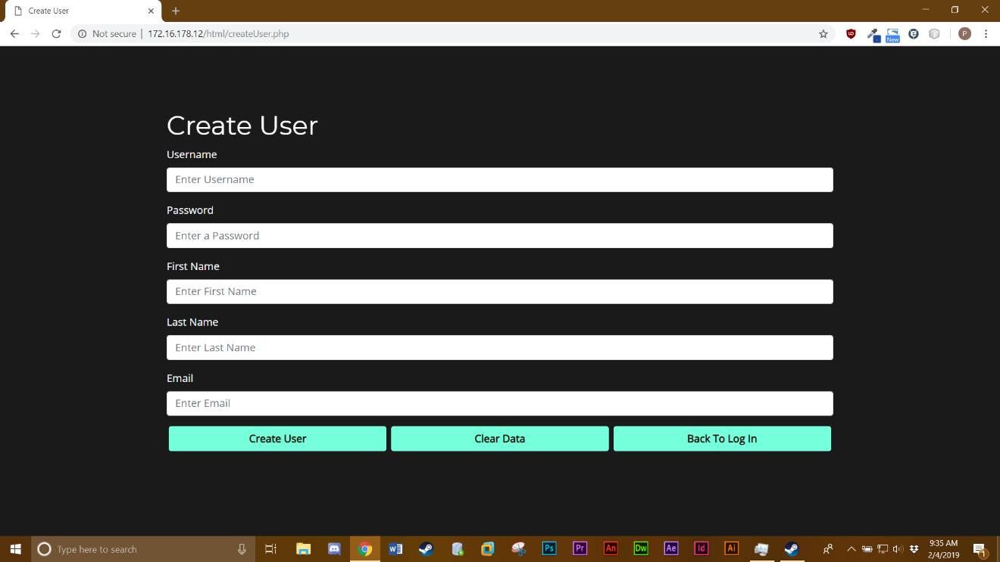 Create User
Not secure | 172.16.178.12/html/createUser.php
New
P
Create User
Username
Enter Username
Password
Enter a Password
First Name
Enter First Name
Last Name
Enter Last Name
Email
Enter Email
Create User
Clear Data
Back To Log In
Type here to search
W
Ps
Pr
An
Dw
Ae
Id
Ai
9:35 AM
2/4/2019
1